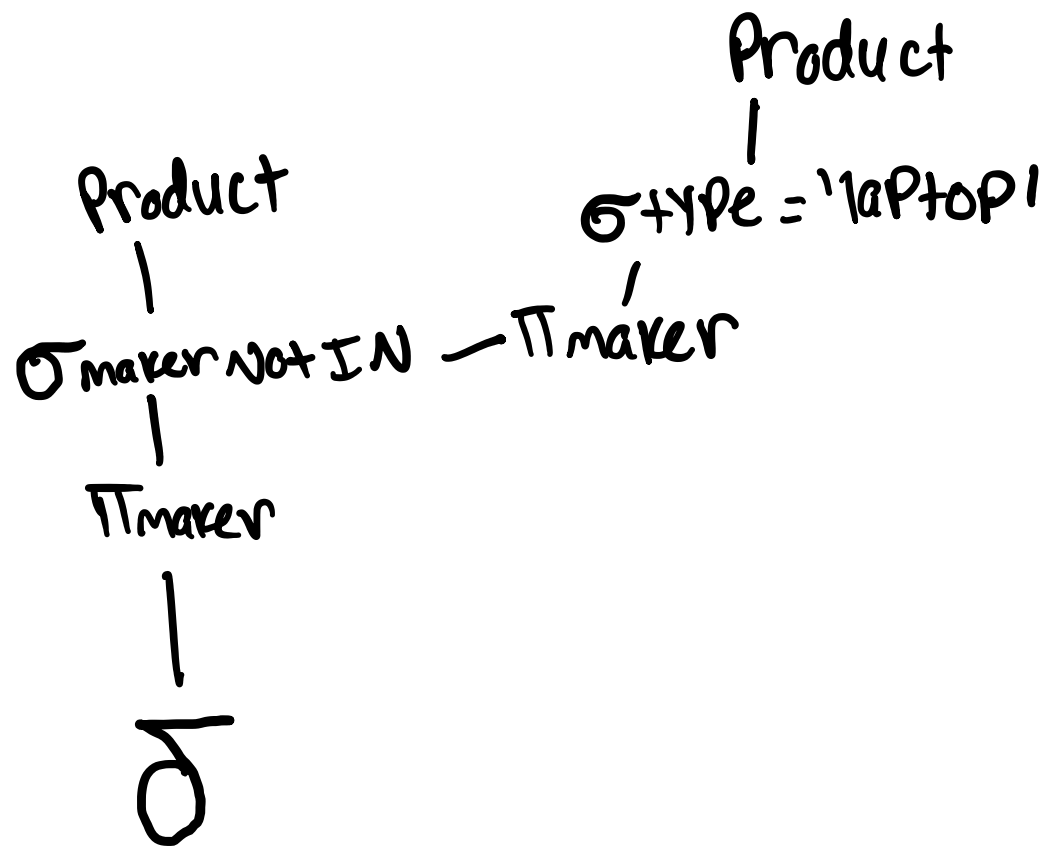 Product
Product
σtype = 'laptop'
σmaker Not IN
πmaker
πmaker
δ